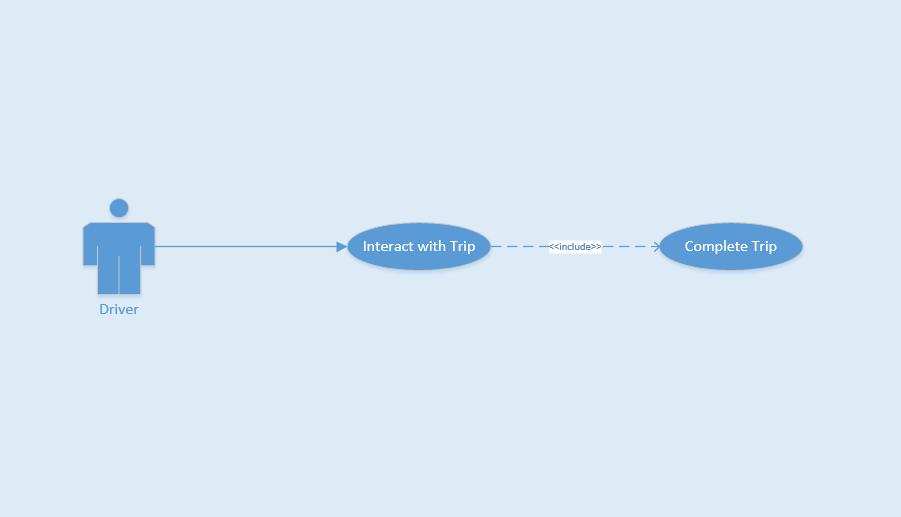 Interact with Trip
<<include>>
Complete Trip
Driver